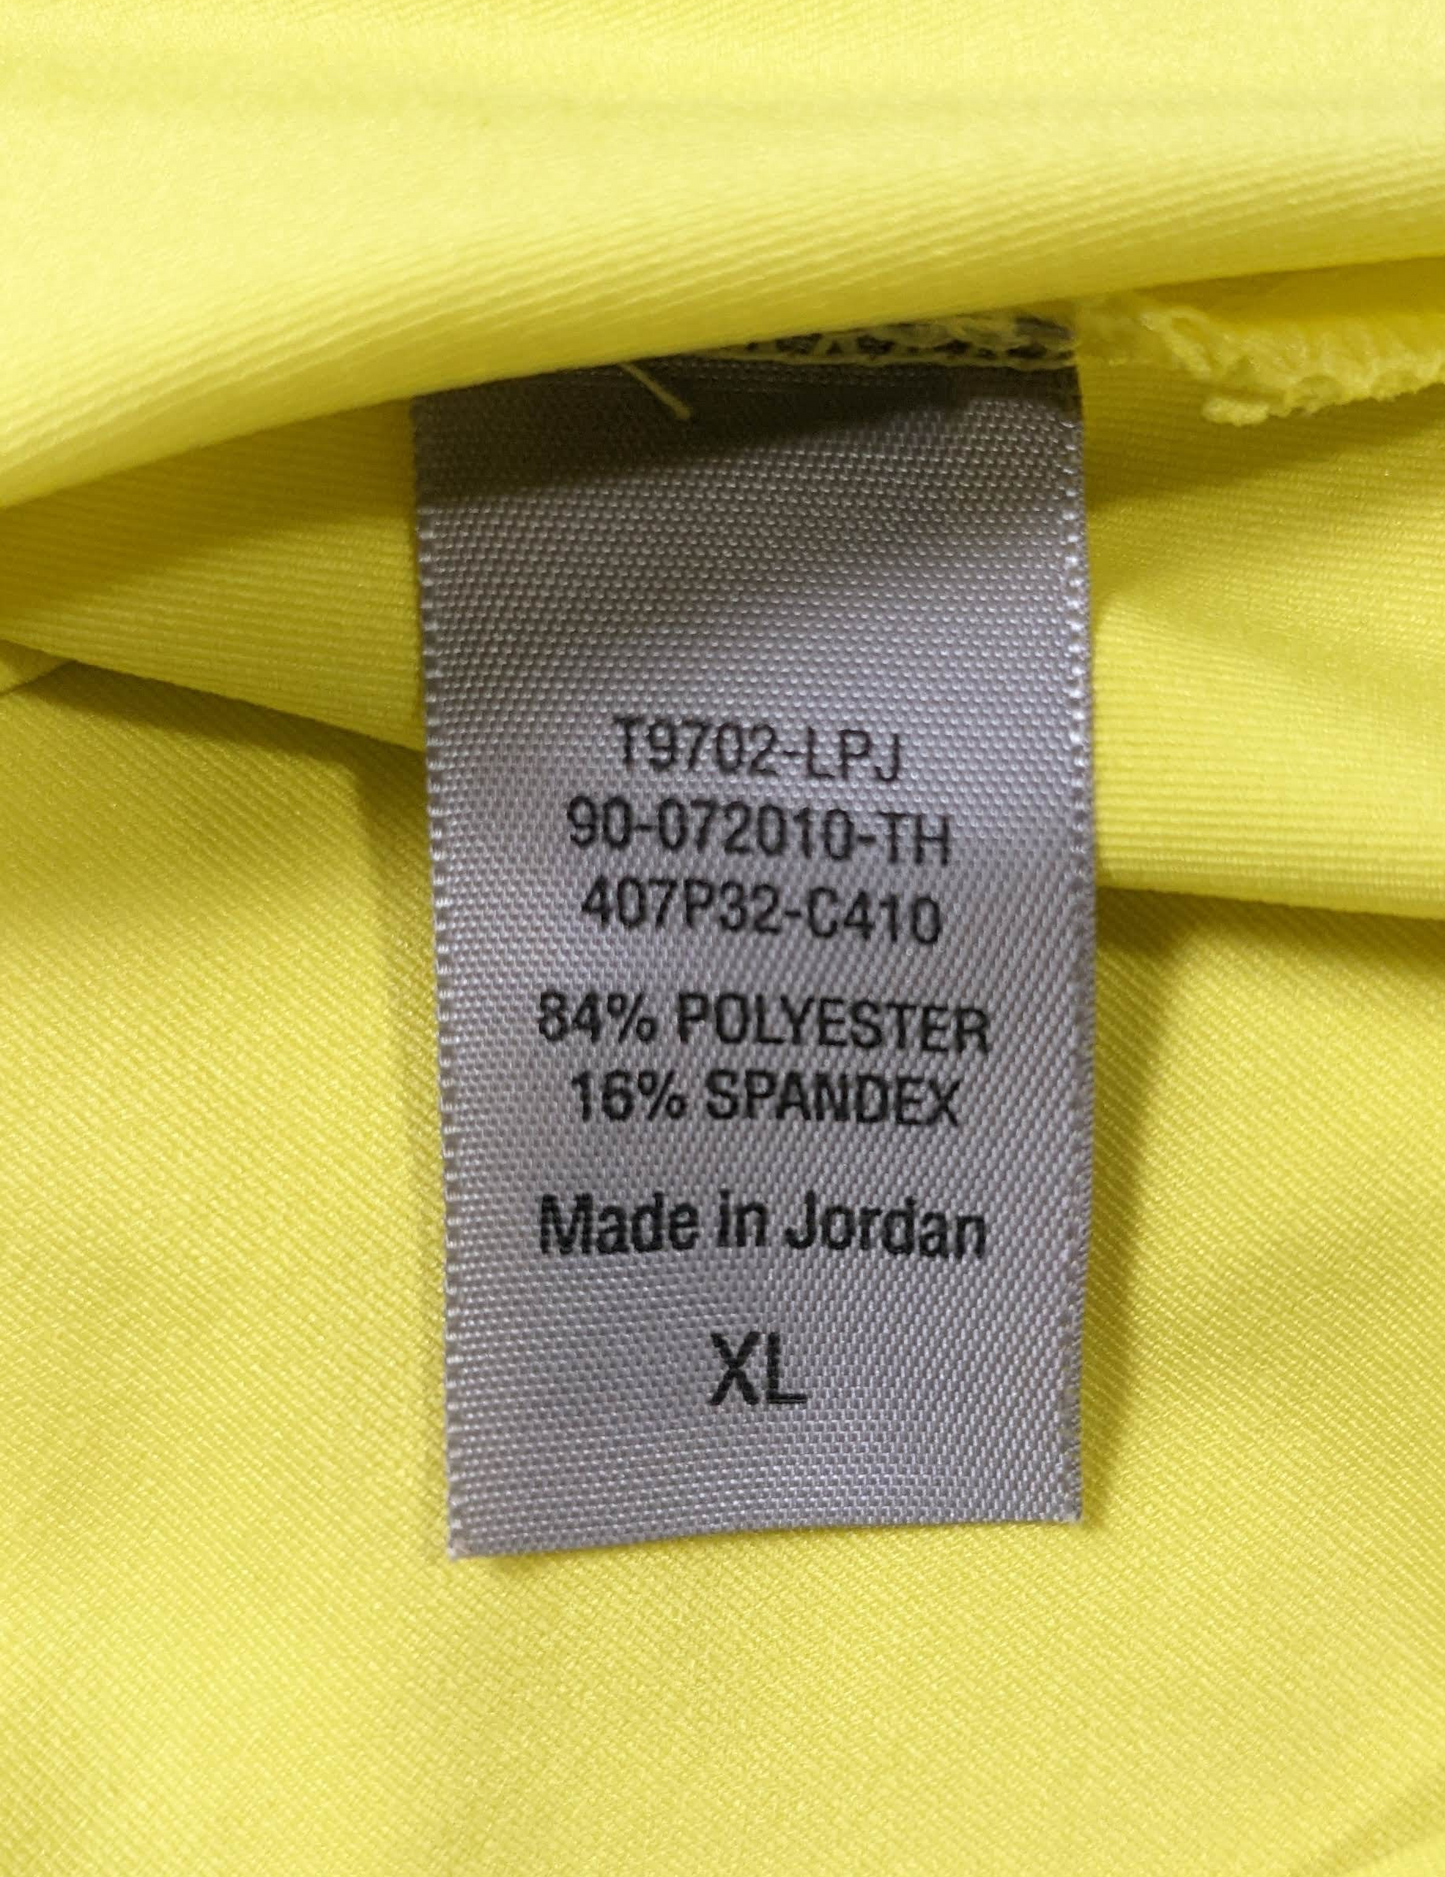 T9702-LPJ
90-072010-TH
407P32-C410
84% POLYESTER
16% SPANDEX
Made in Jordan
XL